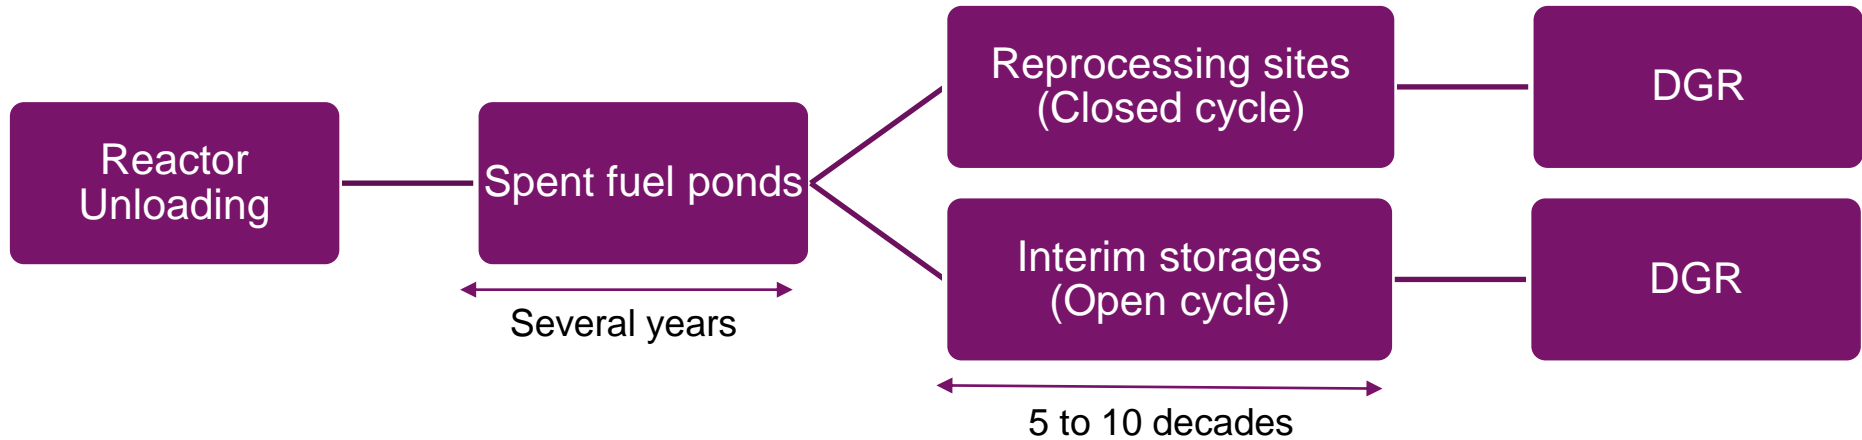 Reactor
Unloading
Spent fuel ponds
Several years
Reprocessing sites
(Closed cycle)
DGR
Interim storages
(Open cycle)
DGR
5 to 10 decades